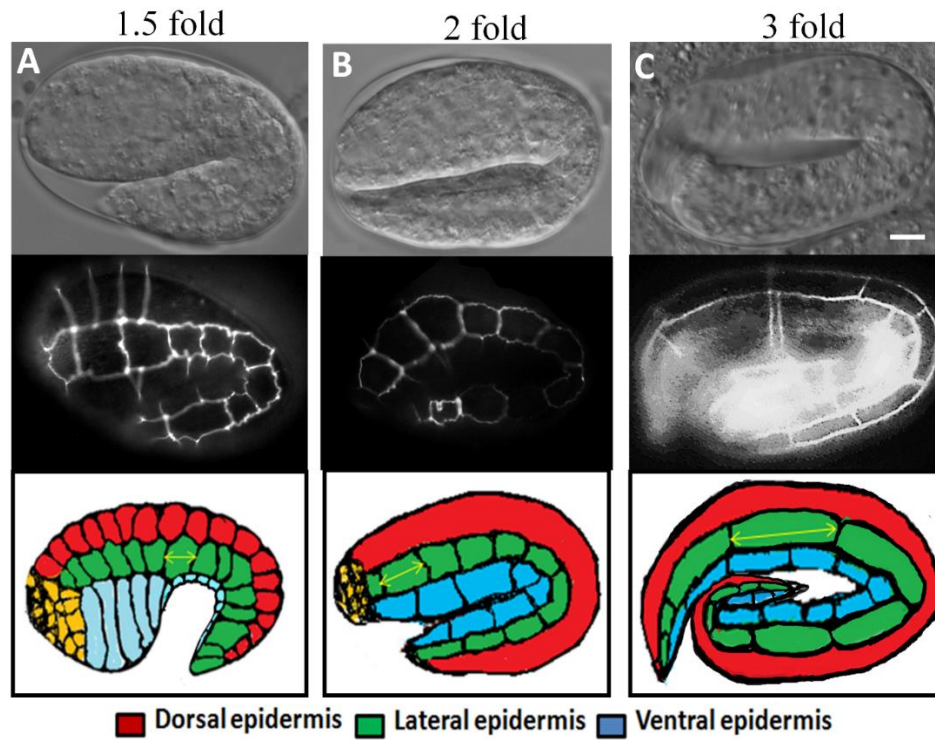 1.5 fold
2 fold
3 fold
A
B
C
Dorsal epidermis
Lateral epidermis
Ventral epidermis